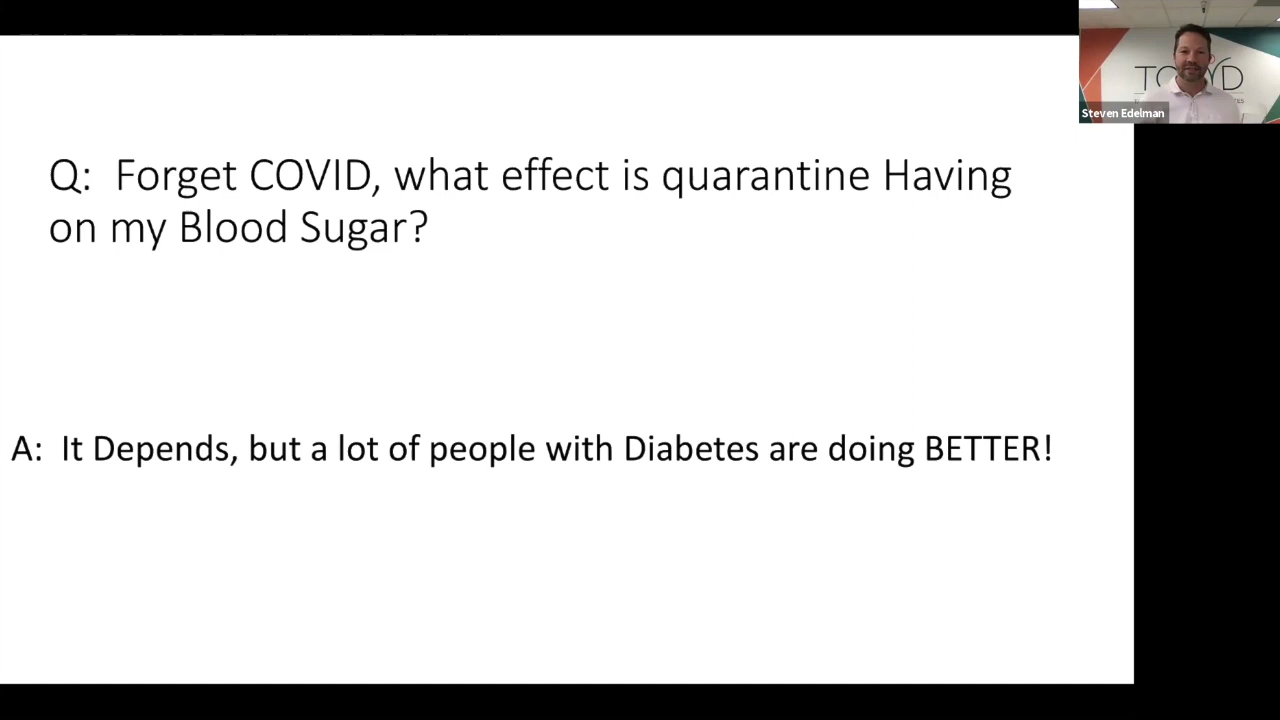 Q: Forget COVID, what effect is quarantine Having
on my Blood Sugar?
A: It Depends, but a lot of people with Diabetes are doing BETTER!
Steven Edelman